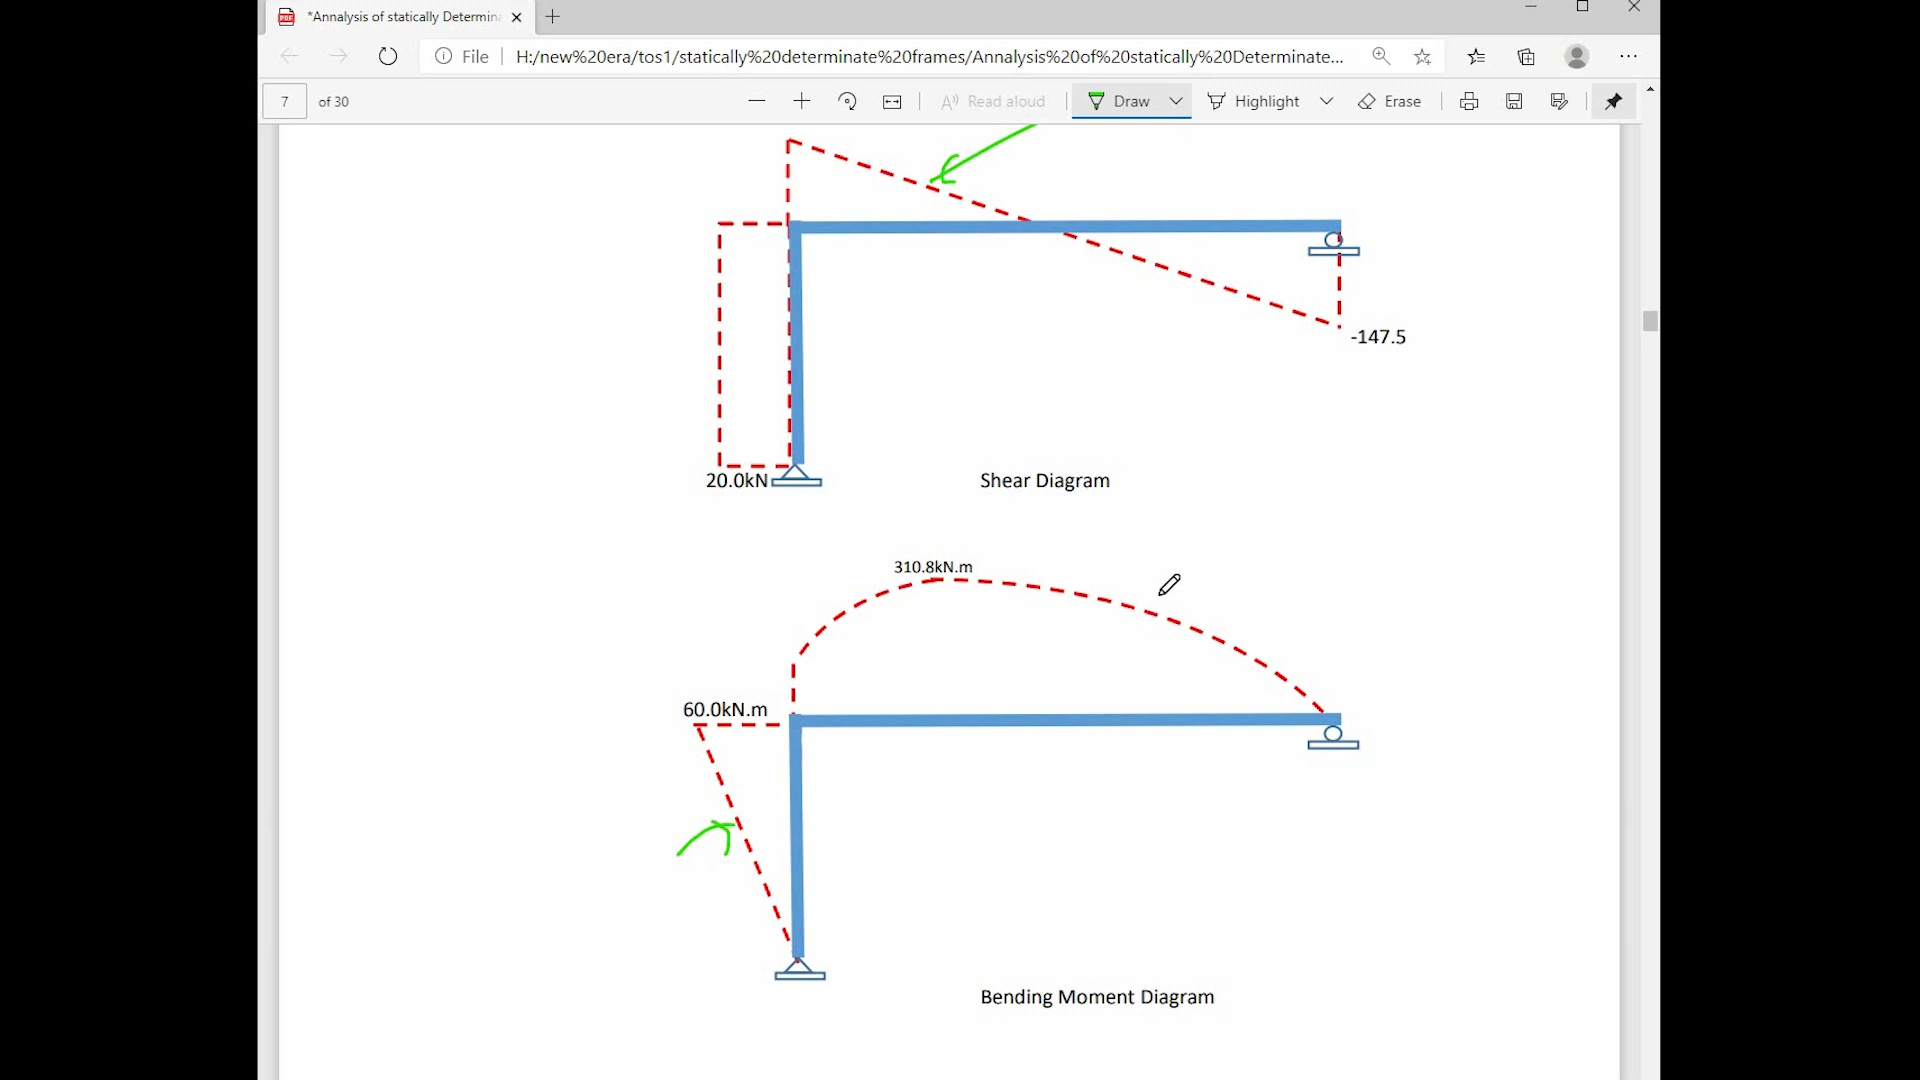 *Annalysis of statically Determin
File
H:/new%20era/tos1/statically%20determinate%20frames/Annalysis%20of%20statically%20Determinate...
7 of 30
Read aloud
Draw
Highlight
Erase
-147.5
20.0kN
Shear Diagram
310.8kN.m
60.0kN.m
Bending Moment Diagram